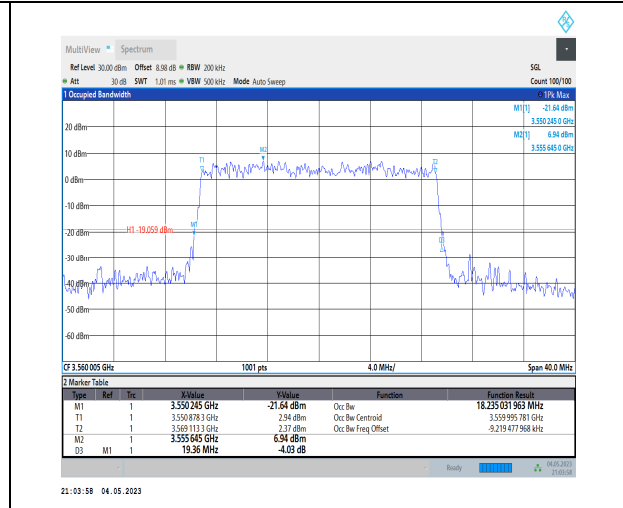 MultiView Spectrum
Ref Level 30.00 dBm Offset 8.98 dB RBW 200 kHz SGL
Att 30 dB SWT 1.01 ms VBW 500 kHz Mode Auto Sweep Count 100/100
1 Occupied Bandwidth 1Pk Max
M1[1] -21.64 dBm
3.550 245 0 GHz
M2[1] 6.94 dBm
3.555 645 0 GHz
20 dBm
10 dBm
M2
T1 T2
0 dBm
-10 dBm
M1
-20 dBm
H1 -19.059 dBm
D3
-30 dBm
-40 dBm
-50 dBm
-60 dBm
CF 3.560 005 GHz 1001 pts 4.0 MHz/ Span 40.0 MHz
2 Marker Table
Type Ref Trc X-Value Y-Value Function Function Result
M1 1 3.550 245 GHz -21.64 dBm Occ Bw 18.235 031 963 MHz
T1 1 3.550 878 3 GHz 2.94 dBm Occ Bw Centroid 3.559 995 781 GHz
T2 1 3.569 113 3 GHz 2.37 dBm Occ Bw Freq Offset -9.219 477 968 kHz
M2 1 3.555 645 GHz 6.94 dBm
D3 M1 1 19.36 MHz -4.03 dB
Ready 04.05.2023
21:03:58
21:03:58 04.05.2023